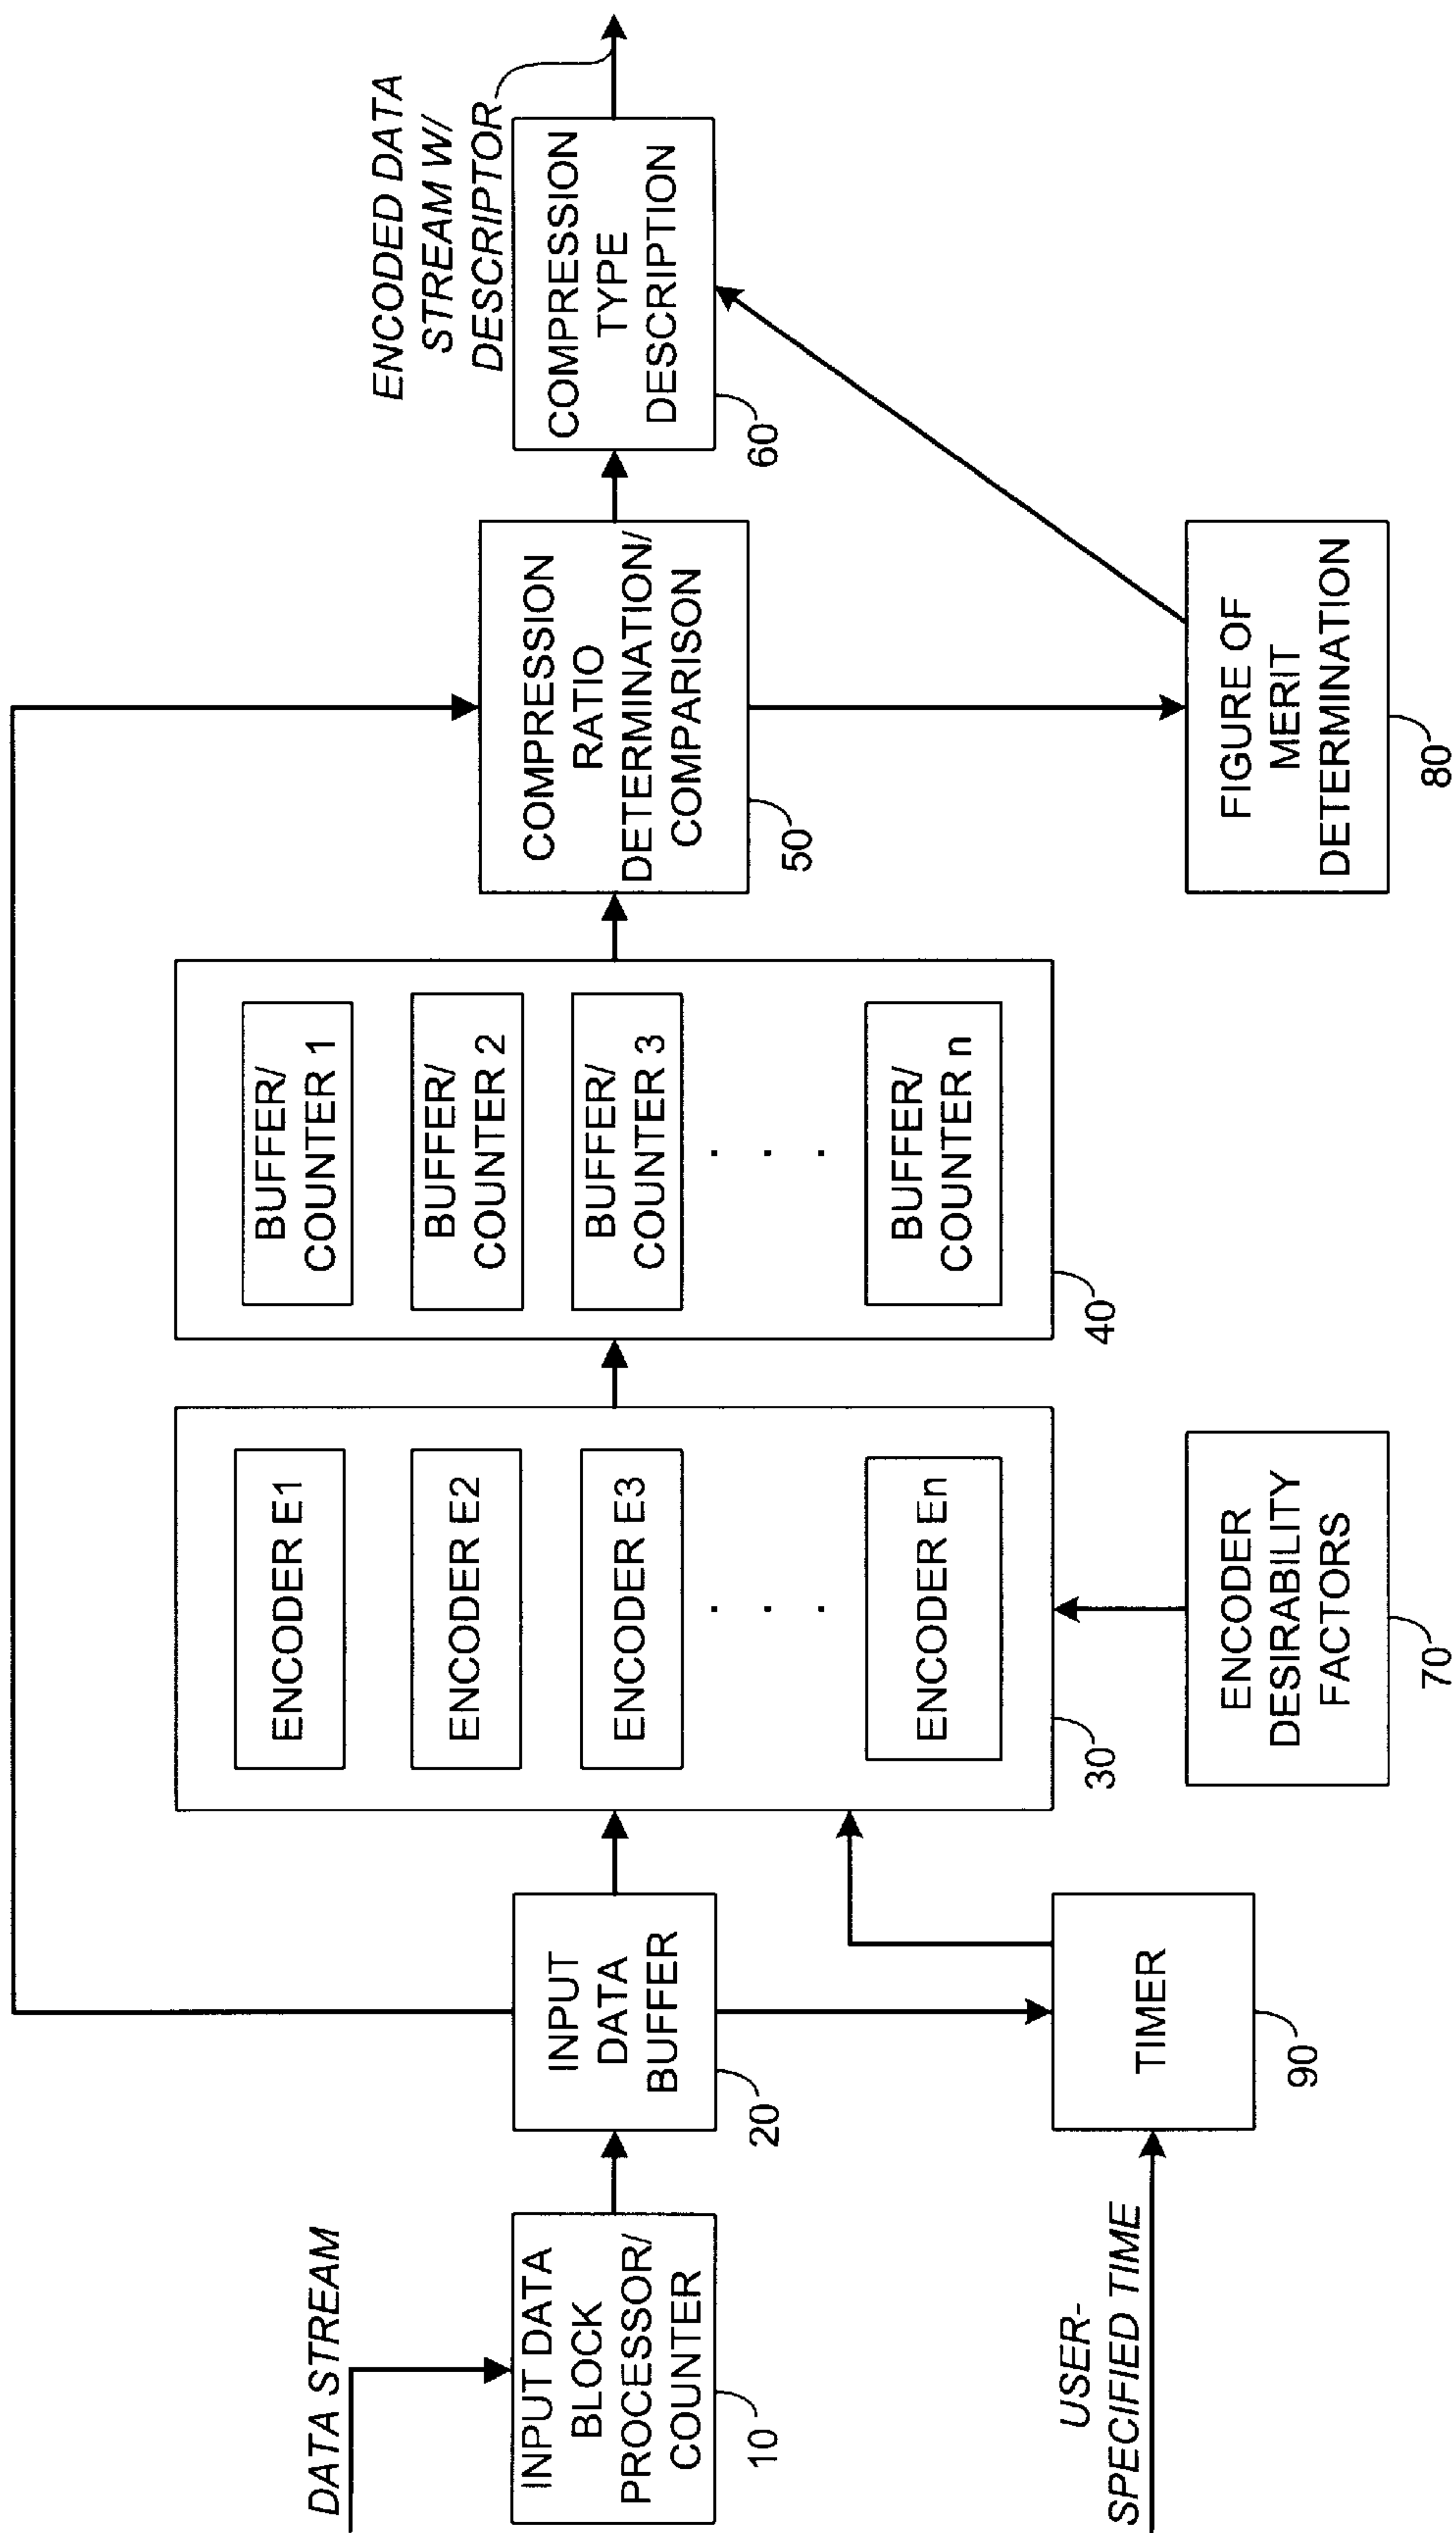 DATA STREAM
INPUT DATA
BLOCK
PROCESSOR/
COUNTER
10
INPUT
DATA
BUFFER
20
USER-
SPECIFIED TIME
TIMER
90
ENCODER E1
ENCODER E2
ENCODER E3
. . .
ENCODER En
30
ENCODER
DESIRABILITY
FACTORS
70
BUFFER/
COUNTER 1
BUFFER/
COUNTER 2
BUFFER/
COUNTER 3
. . .
BUFFER/
COUNTER n
40
COMPRESSION
RATIO
DETERMINATION/
COMPARISON
50
FIGURE OF
MERIT
DETERMINATION
80
COMPRESSION
TYPE
DESCRIPTION
60
ENCODED DATA
STREAM W/
DESCRIPTOR